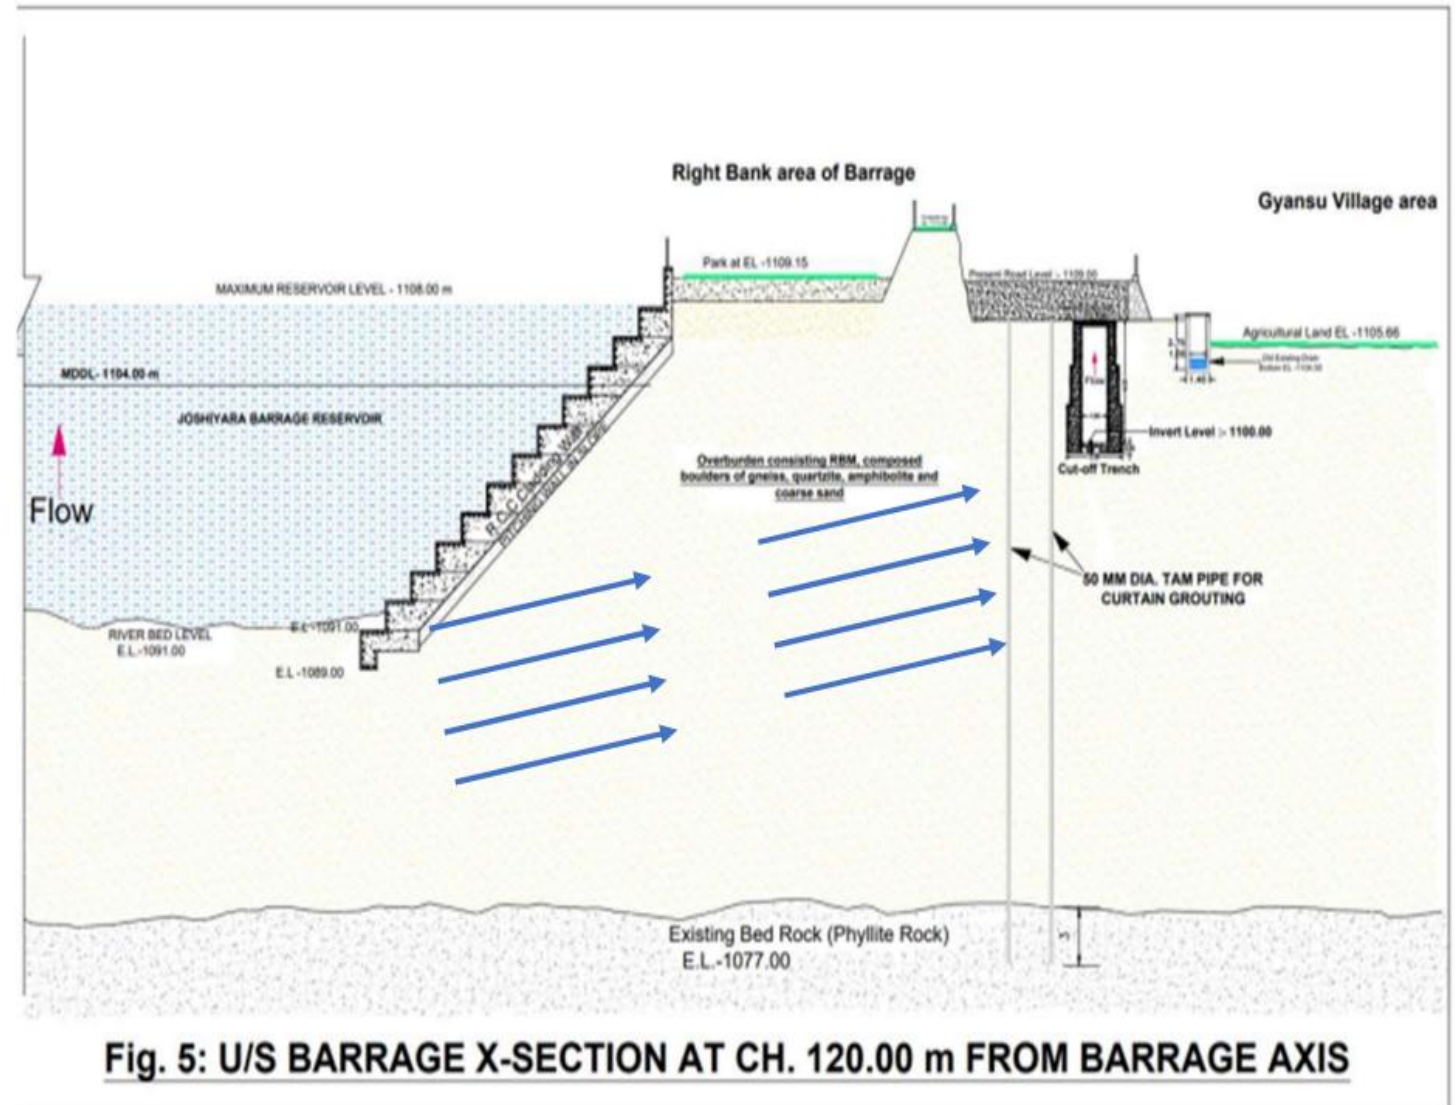 Right Bank area of Barrage
Gyansu Village area
Park at EL -1109.15
Present Road Level :- 1109.00
MAXIMUM RESERVOIR LEVEL - 1108.00 m
Agricultural Land EL -1105.66
Old Existing Drain
MDDL- 1104.00 m
Flow
JOSHIYARA BARRAGE RESERVOIR
Invert Level :- 1100.00
Cut-off Trench
R.C.C Cladding Wall
Overburden consisting RBM, composed
boulders of gneiss, quartzite, amphibolite and
coarse sand
Flow
50 MM DIA. TAM PIPE FOR
CURTAIN GROUTING
E.L -1091.00
RIVER BED LEVEL
E.L.-1091.00
E.L -1089.00
Existing Bed Rock (Phyllite Rock)
E.L.-1077.00
3
Fig. 5: U/S BARRAGE X-SECTION AT CH. 120.00 m FROM BARRAGE AXIS